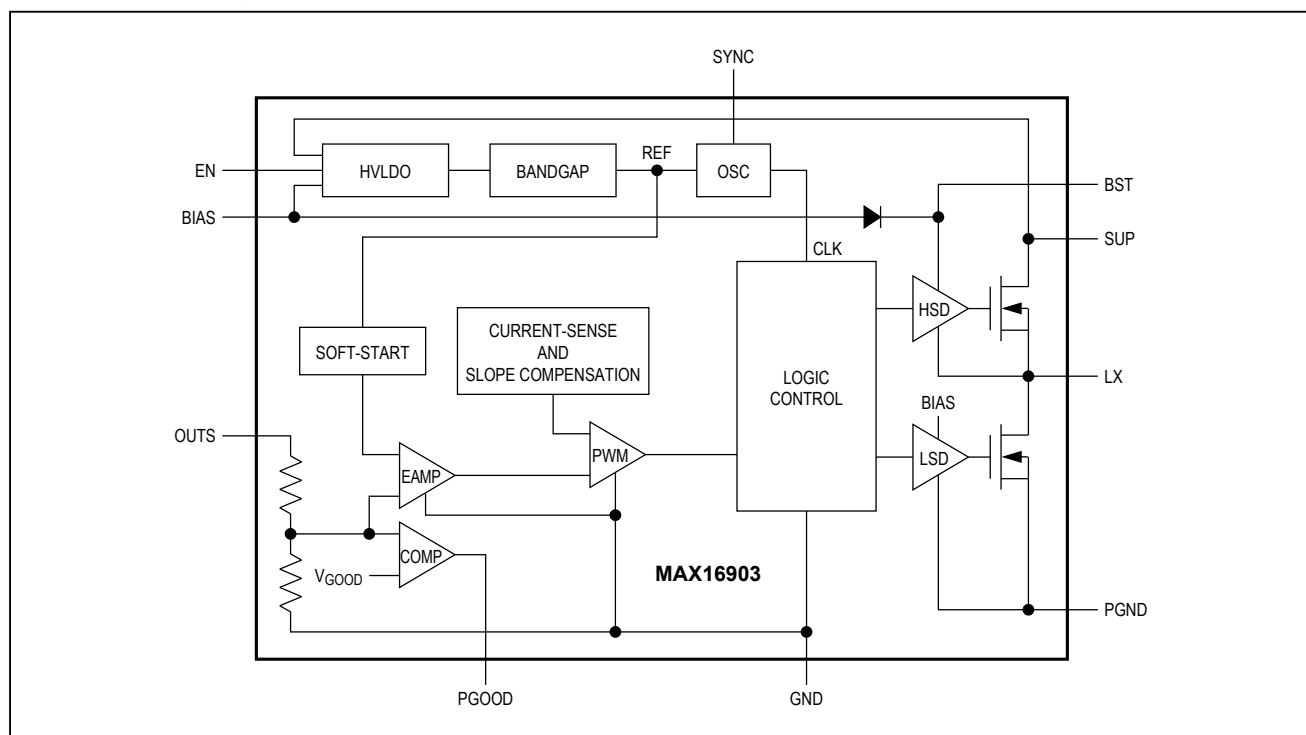 SYNC
EN
HVLDO
BANDGAP
REF
OSC
BST
BIAS
SUP
CLK
SOFT-START
CURRENT-SENSE
AND
SLOPE COMPENSATION
LOGIC
CONTROL
HSD
LX
BIAS
OUTS
EAMP
PWM
LSD
COMP
VGOOD
MAX16903
PGND
PGOOD
GND